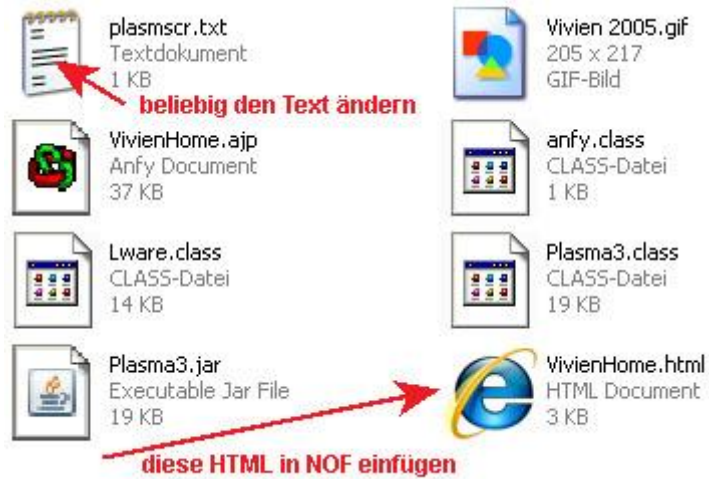 plasmscr.txt
Textdokument
1 KB
Vivien 2005.gif
205 x 217
GIF-Bild
beliebig den Text ändern
VivienHome.ajp
Anfy Document
37 KB
anfy.class
CLASS-Datei
1 KB
Lware.class
CLASS-Datei
14 KB
Plasma3.class
CLASS-Datei
19 KB
Plasma3.jar
Executable Jar File
19 KB
VivienHome.html
HTML Document
3 KB
diese HTML in NOF einfügen